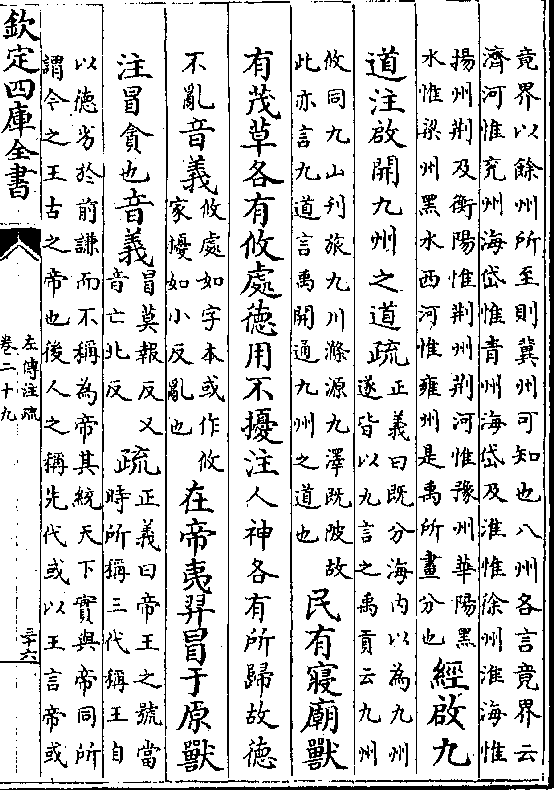 竟界以餘州所至則冀州可知也八州各言竟界云
濟河惟兗州海岱惟青州海岱及淮惟徐州淮海惟
揚州荆及衡陽惟荆州荆河惟豫州華陽黑
水惟梁州黑水西河惟雍州是禹所畫分也
經啟九
道注啟開九州之道疏
正義曰既分海内以為九州
遂皆以九言之禹貢云九州
攸同九山刊旅九川滌源九澤既陂故
此亦言九道言禹開通九州之道也
民有寢廟獸
有茂草各有攸處德用不擾注人神各有所歸故德
不亂音義
攸處如字本或作攸
家擾如小反亂也
在帝夷羿冒于原獸
注冒貪也音義
冒莫報反又
音亡北反
疏
正義曰帝王之號當
時所稱三代稱王自
以德劣於前謙而不稱為帝其統天下實與帝同所
謂今之王古之帝也後人之稱先代或以王言帝或
欽定四庫全書
左傳注疏
卷二十九
三十六